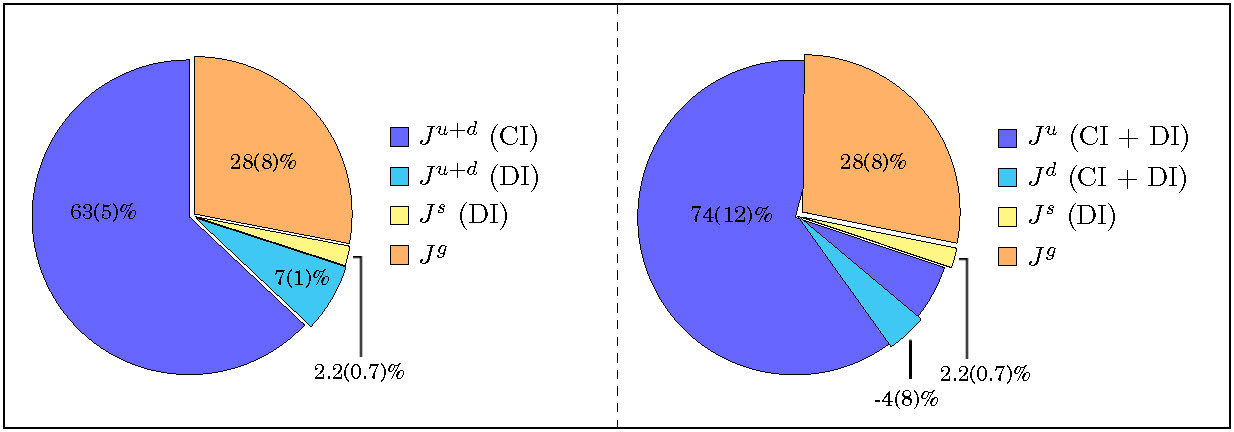 28(8)%
63(5)%
7(1)%
2.2(0.7)%
J^{u+d} (CI)
J^{u+d} (DI)
J^s (DI)
J^g
28(8)%
74(12)%
2.2(0.7)%
-4(8)%
J^u (CI + DI)
J^d (CI + DI)
J^s (DI)
J^g